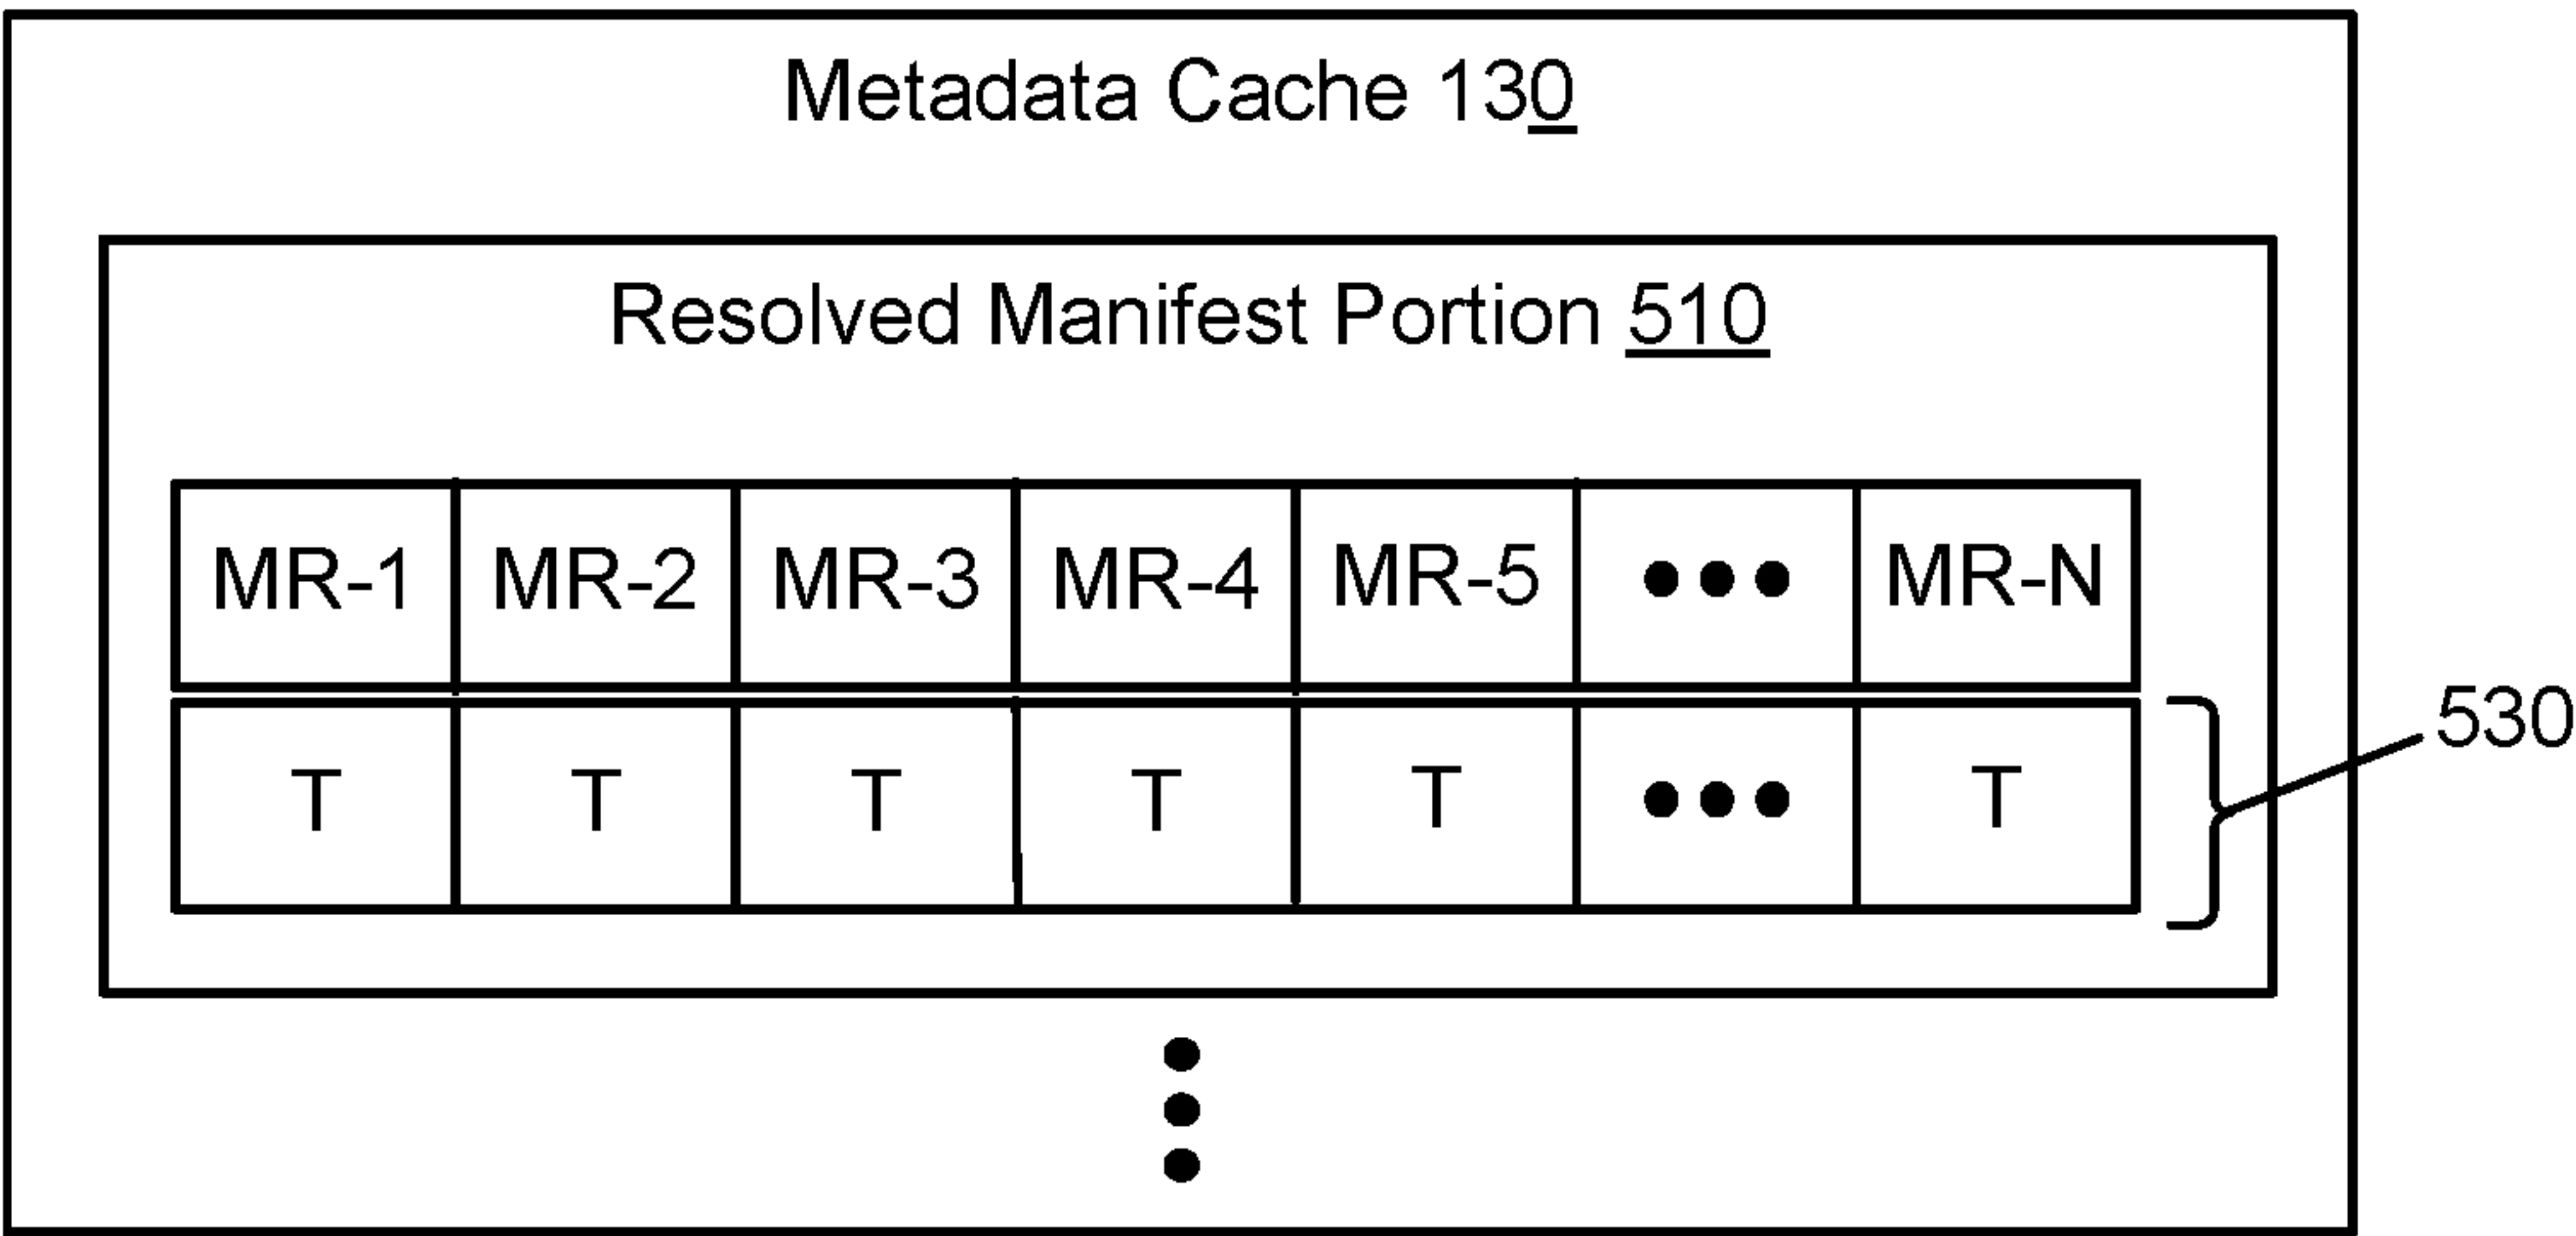 Metadata Cache 130
Resolved Manifest Portion 510
MR-1 MR-2 MR-3 MR-4 MR-5 ●●● MR-N
T T T T T ●●● T
530